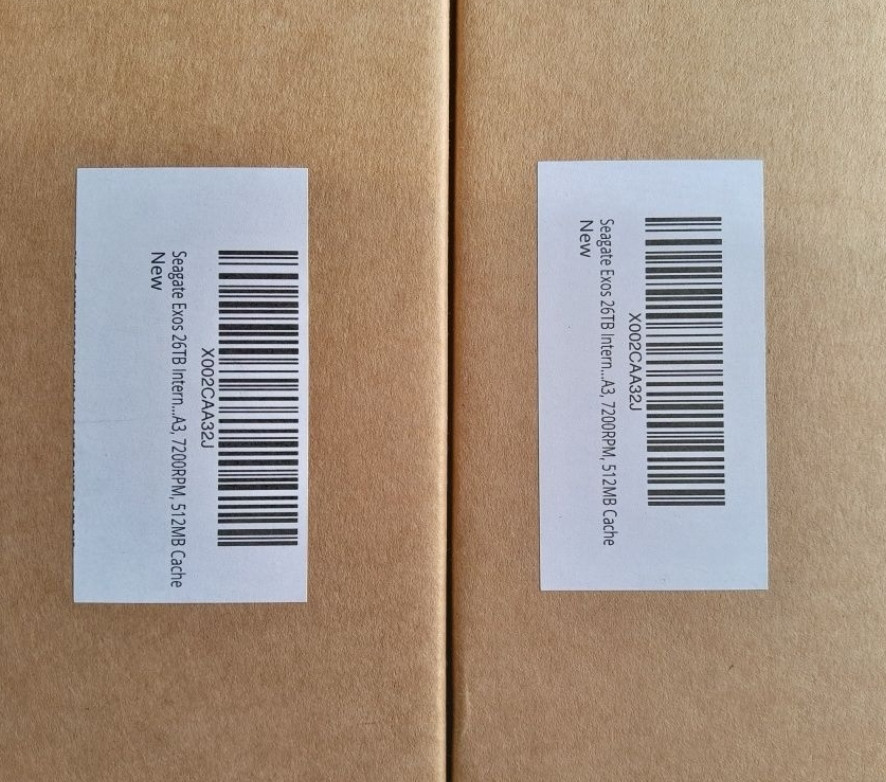 X002CAA32J
Seagate Exos 26TB Intern...A3, 7200RPM, 512MB Cache
New
X002CAA32J
Seagate Exos 26TB Intern...A3, 7200RPM, 512MB Cache
New